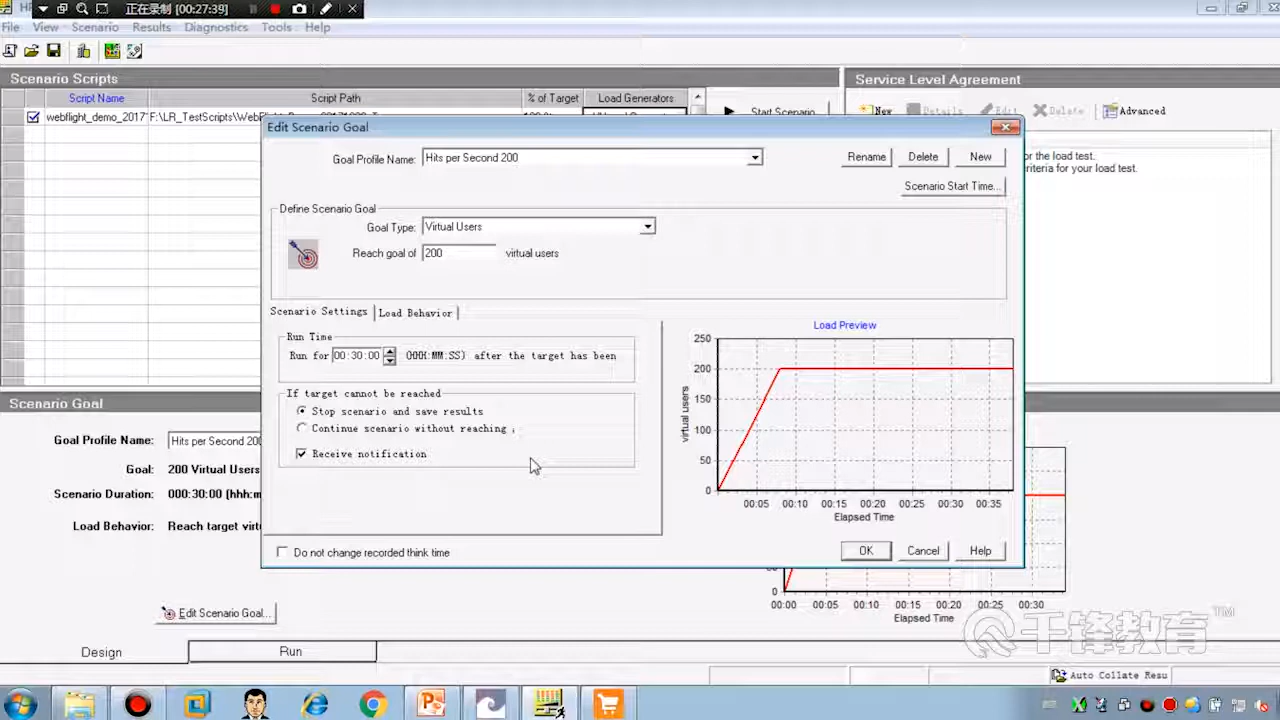 正在录制 [00:27:39]
File View Scenario Results Diagnostics Tools Help
Scenario Scripts
Service Level Agreement
Script Name Script Path % of Target Load Generators
Start Scenario
New Details Edit Delete Advanced
webflight_demo_2017 F:\LR_TestScripts\WebF
for the load test.
criteria for your load test.
Edit Scenario Goal
Goal Profile Name: Hits per Second 200
Rename Delete New
Scenario Start Time...
Define Scenario Goal
Goal Type: Virtual Users
Reach goal of 200 virtual users
Scenario Settings Load Behavior
Run Time
Run for 00:30:00 (HHH:MM:SS) after the target has been
If target cannot be reached
Stop scenario and save results
Continue scenario without reaching
Receive notification
Do not change recorded think time
Load Preview
250
200
150
100
50
0
virtual users
00:05 00:10 00:15 00:20 00:25 00:30 00:35
Elapsed Time
OK Cancel Help
Scenario Goal
Goal Profile Name: Hits per Second 200
Goal: 200 Virtual Users
Scenario Duration: 000:30:00 (hhh:m
Load Behavior: Reach target virtu
Edit Scenario Goal...
0
00:00 00:05 00:10 00:15 00:20 00:25 00:30
Elapsed Time
千锋教育 TM
Design Run
Auto Collate Resu